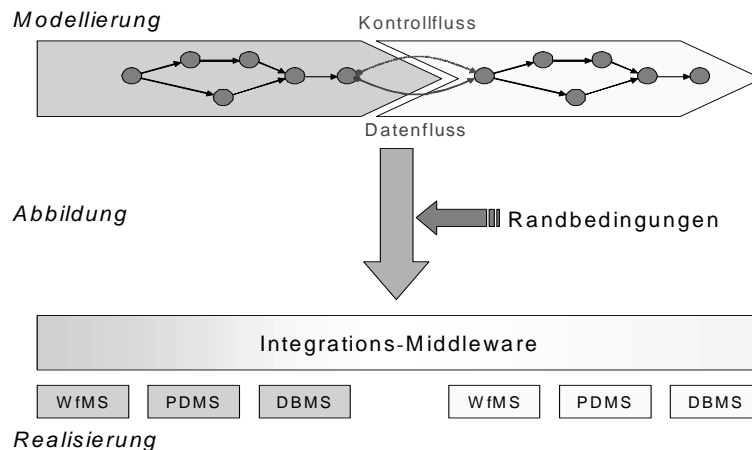 Modellierung
Kontrollfluss
Datenfluss
Abbildung
Randbedingungen
Integrations-Middleware
WfMS PDMS DBMS WfMS PDMS DBMS
Realisierung